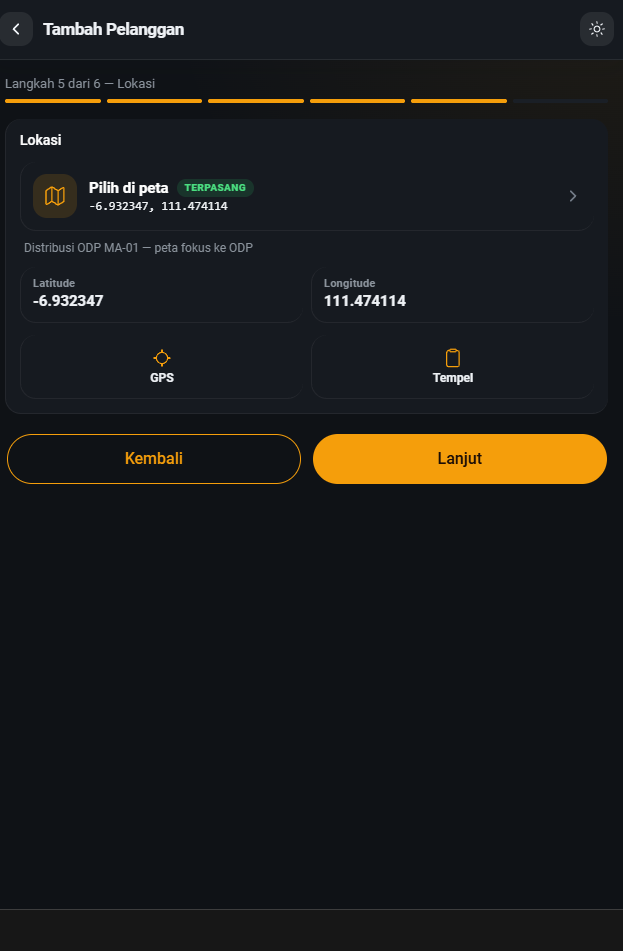 Tambah Pelanggan
Langkah 5 dari 6 — Lokasi
Lokasi
Pilih di peta TERPASANG
-6.932347, 111.474114
Distribusi ODP MA-01 — peta fokus ke ODP
Latitude
-6.932347
Longitude
111.474114
GPS
Tempel
Kembali
Lanjut